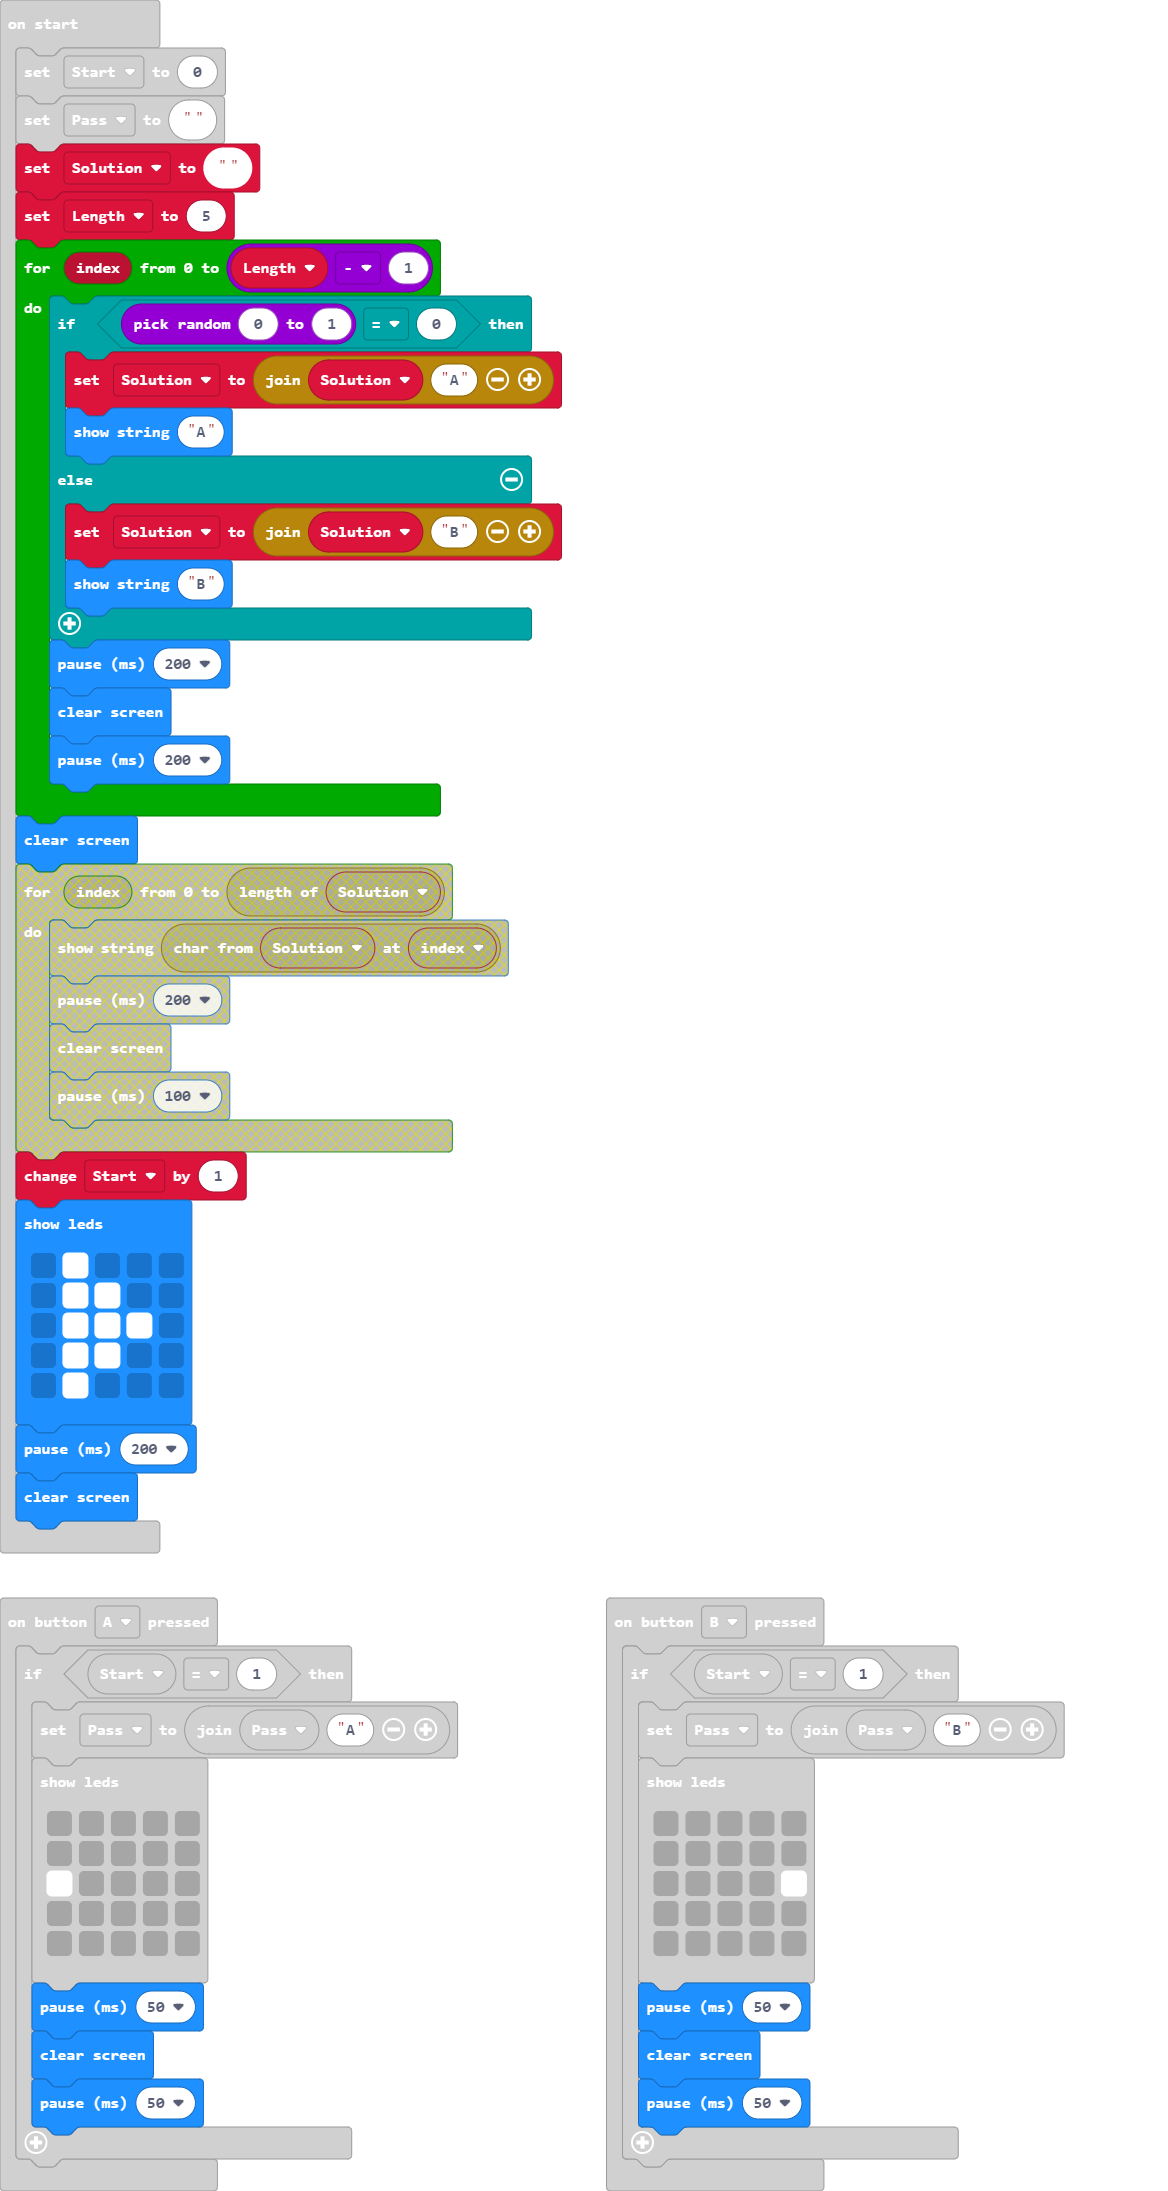 on start
set Start to 0
set Pass to " "
set Solution to " "
set Length to 5
for index from 0 to Length - 1
do
if pick random 0 to 1 = 0 then
set Solution to join Solution "A"
show string "A"
else
set Solution to join Solution "B"
show string "B"
pause (ms) 200
clear screen
pause (ms) 200
clear screen
for index from 0 to length of Solution
do
show string char from Solution at index
pause (ms) 200
clear screen
pause (ms) 100
change Start by 1
show leds
pause (ms) 200
clear screen
on button A pressed
if Start = 1 then
set Pass to join Pass "A"
show leds
pause (ms) 50
clear screen
pause (ms) 50
on button B pressed
if Start = 1 then
set Pass to join Pass "B"
show leds
pause (ms) 50
clear screen
pause (ms) 50